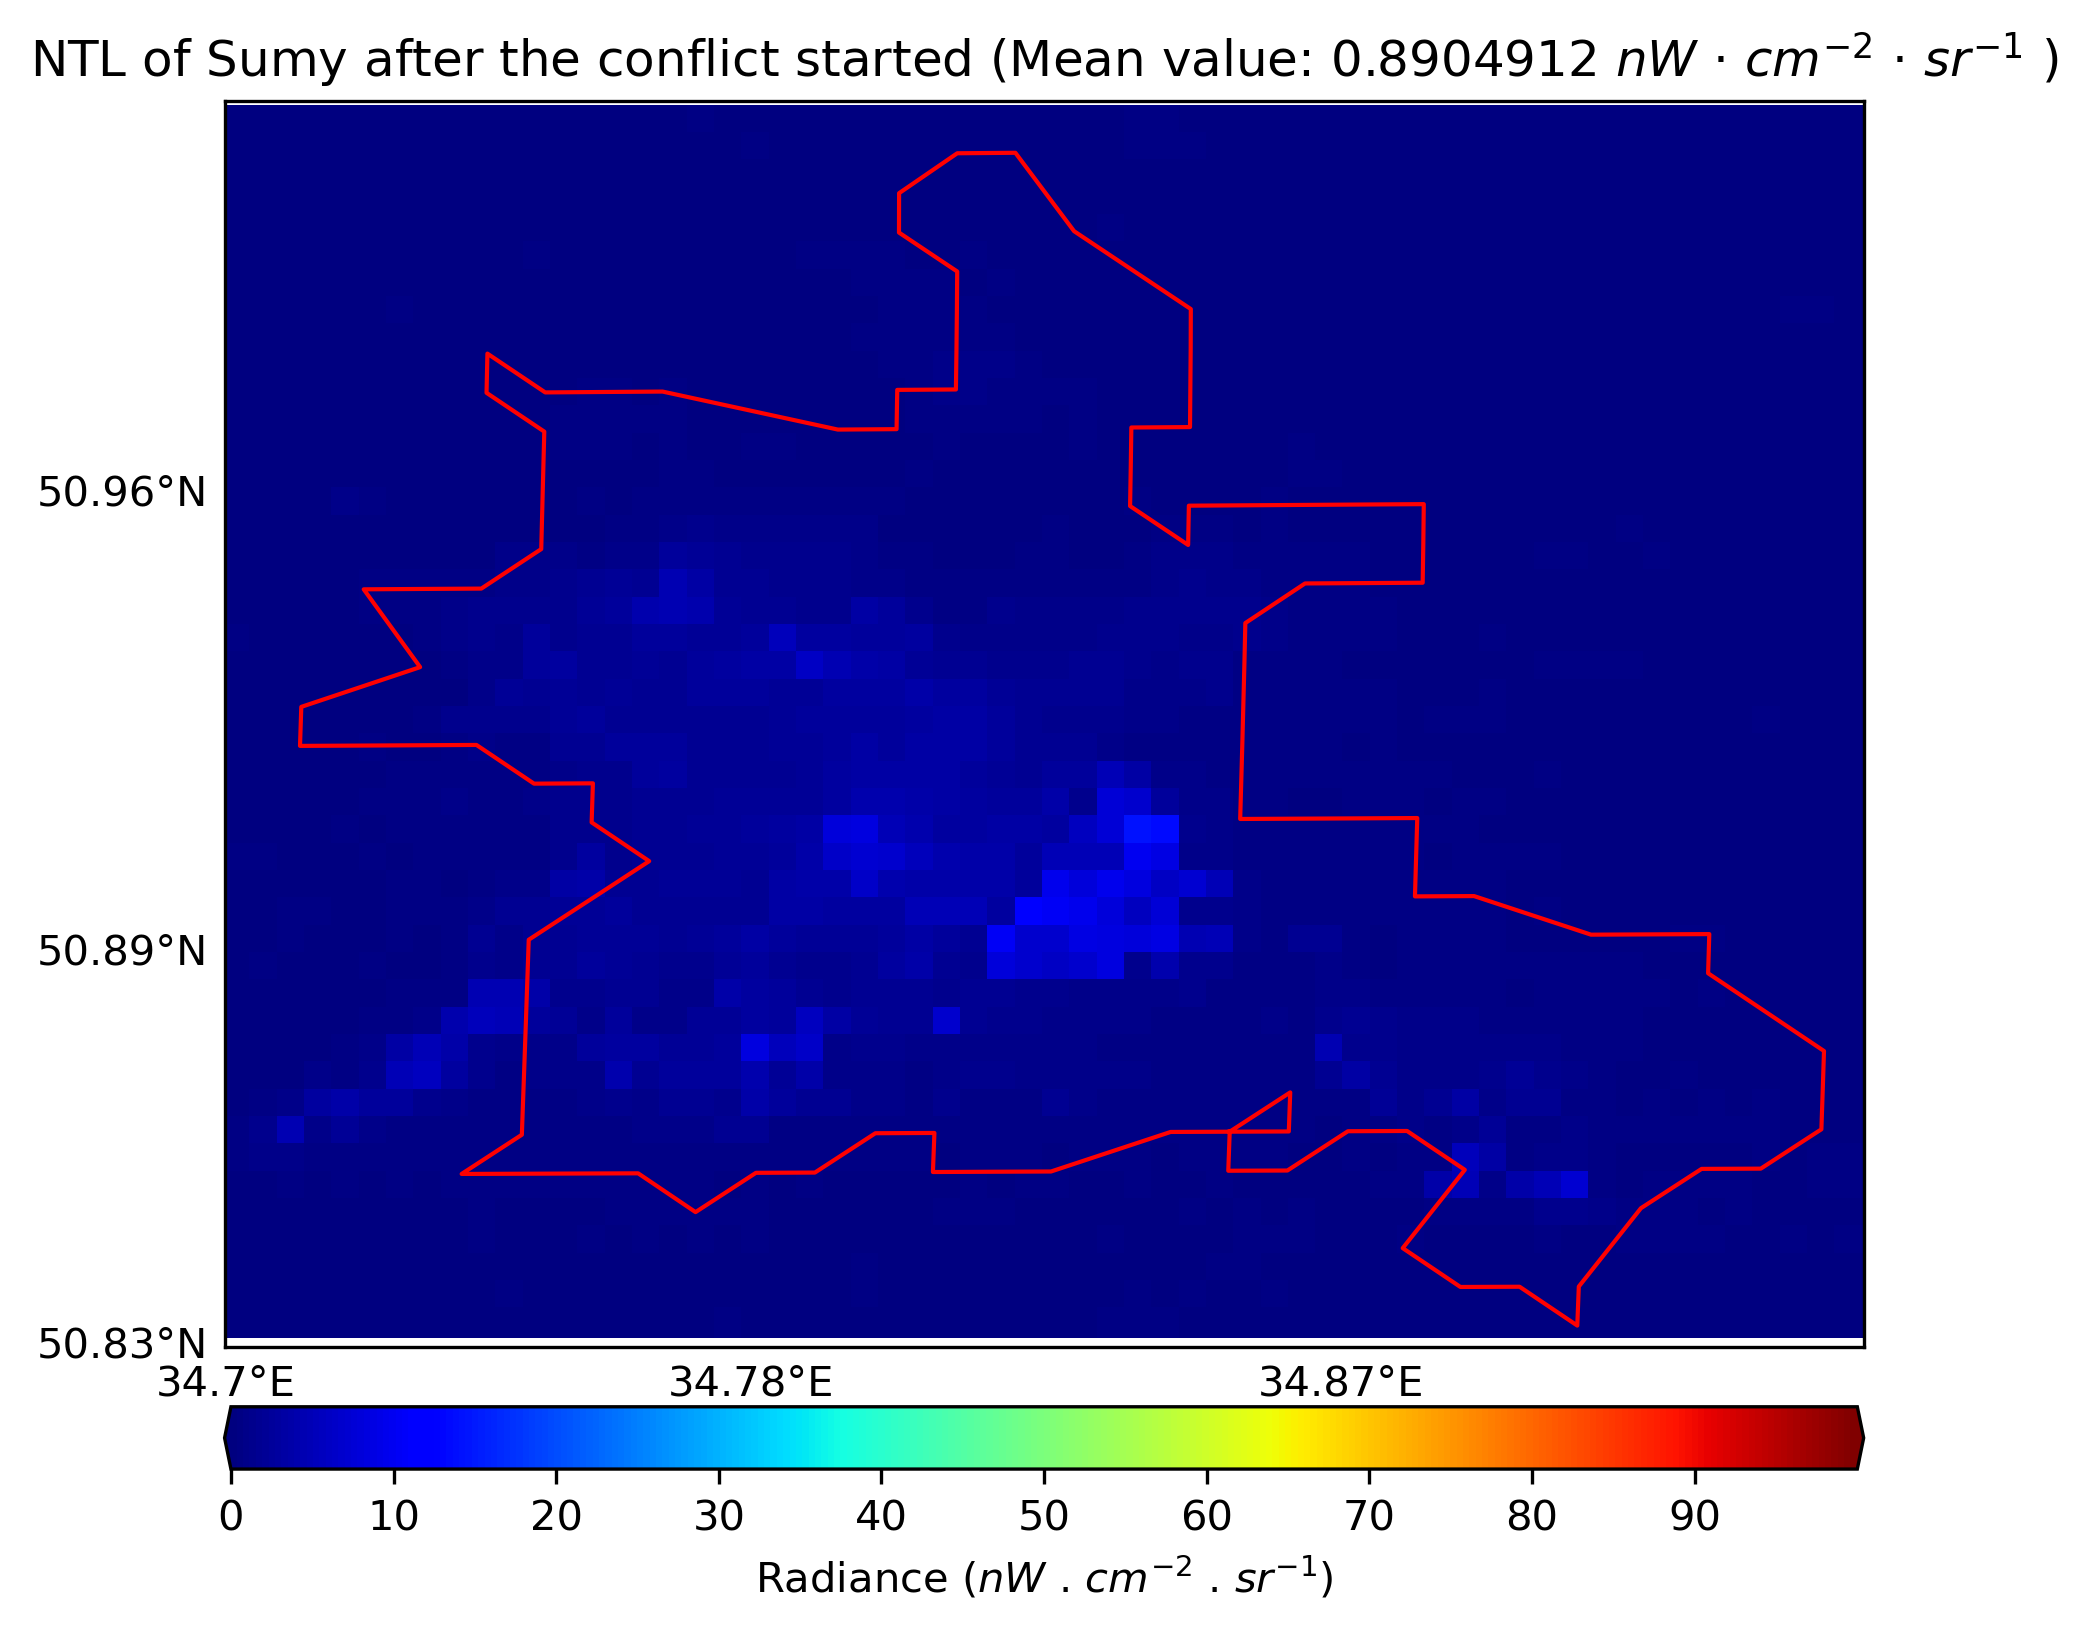 NTL of Sumy after the conflict started (Mean value: 0.8904912 nW · cm⁻² · sr⁻¹ )
50.96°N
50.89°N
50.83°N
34.7°E 34.78°E 34.87°E
0 10 20 30 40 50 60 70 80 90
Radiance (nW . cm⁻² . sr⁻¹)